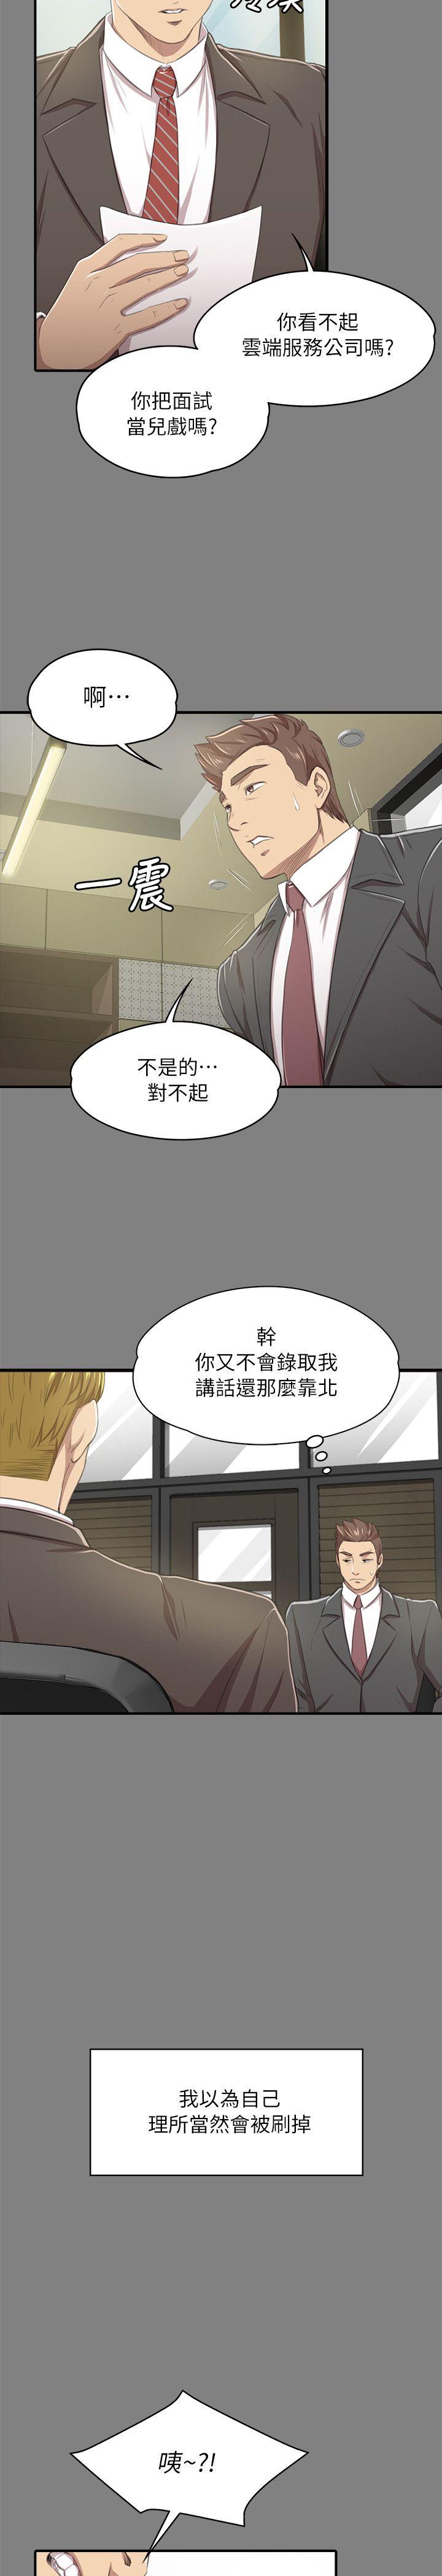 你看不起
雲端服務公司嗎?
你把面試
當兒戲嗎?
啊⋯
一震
不是的⋯
對不起
幹
你又不會錄取我
講話還那麼靠北
我以為自己
理所當然會被刷掉
咦~?!